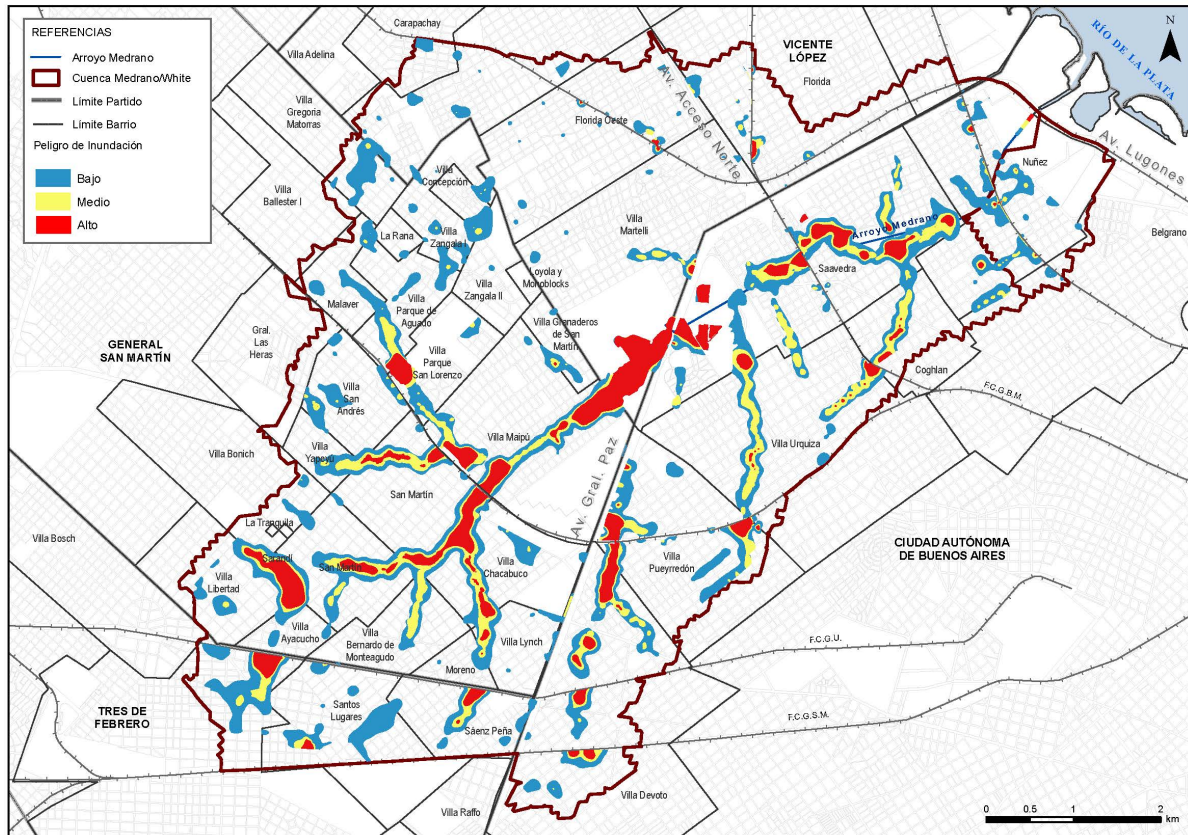 REFERENCIAS
Arroyo Medrano
Cuenca Medrano/White
Límite Partido
Límite Barrio
Peligro de Inundación
Bajo
Medio
Alto
Carapachay
Villa Adelina
VICENTE
LÓPEZ
Florida
N
RÍO DE LA PLATA
Villa
Gregoria
Matorras
Florida Oeste
Av. Acceso Norte
Av. Lugones
Nuñez
Villa
Concepción
Villa
Ballester I
Belgrano
La Rana
Villa
Zangala I
Villa
Martelli
Arroyo Medrano
Saavedra
Malaver
Villa
Parque de
Aguado
Villa
Zangala II
Loyola y
Monoblocks
Gral.
Las
Heras
Villa Granaderos
de San
Martín
GENERAL
SAN MARTÍN
Villa
Parque
San Lorenzo
Coghlan
F.C.G.B.M.
Villa
San
Andrés
Villa Maipú
Villa Urquiza
Villa Bonich
Villa
Yapeyú
Av. Gral. Paz
San Martín
La Tranquila
Villa Bosch
CIUDAD AUTÓNOMA
DE BUENOS AIRES
Sarandí
San Martín
Villa
Chacabuco
Villa
Pueyrredón
Villa
Libertad
Villa
Ayacucho
Villa
Bernardo de
Monteagudo
Villa Lynch
F.C.G.U.
Moreno
TRES DE
FEBRERO
Santos
Lugares
Sáenz Peña
F.C.G.S.M.
Villa Devoto
Villa Raffo
0 0.5 1 2
km